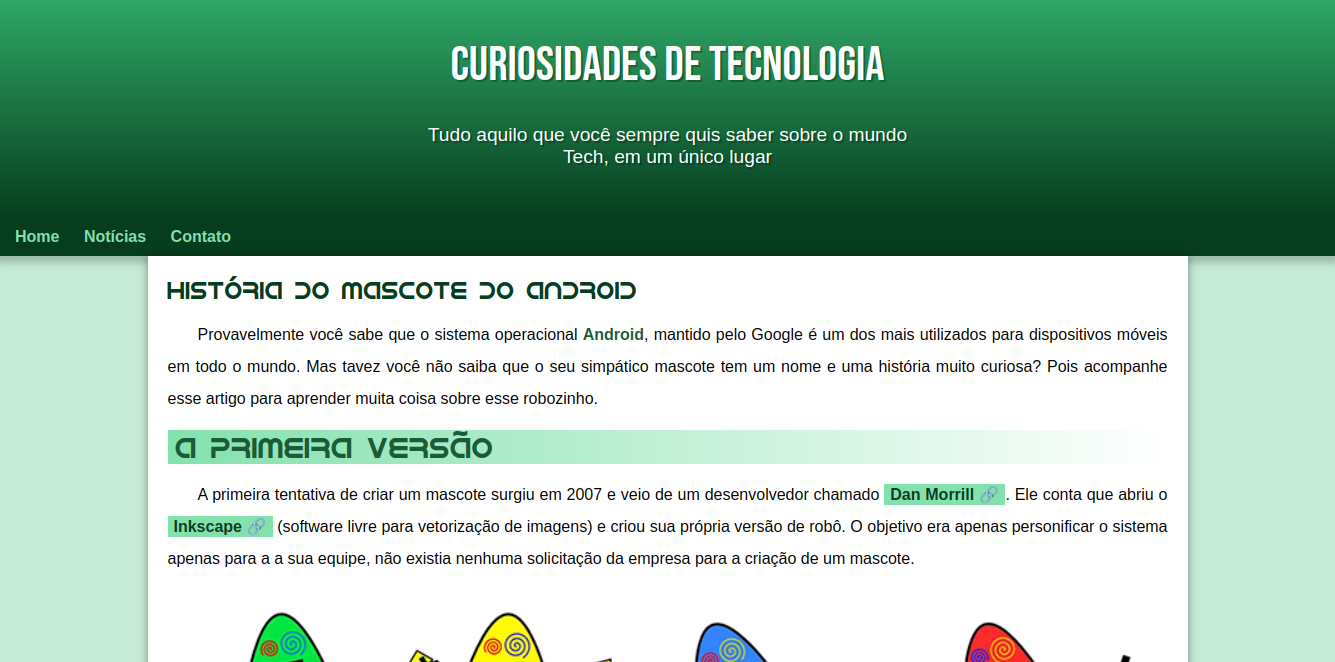 CURIOSIDADES DE TECNOLOGIA
Tudo aquilo que você sempre quis saber sobre o mundo
Tech, em um único lugar
Home Notícias Contato
HISTÓRIA DO MASCOTE DO ANDROID
Provavelmente você sabe que o sistema operacional Android, mantido pelo Google é um dos mais utilizados para dispositivos móveis
em todo o mundo. Mas tavez você não saiba que o seu simpático mascote tem um nome e uma história muito curiosa? Pois acompanhe
esse artigo para aprender muita coisa sobre esse robozinho.
A PRIMEIRA VERSÃO
A primeira tentativa de criar um mascote surgiu em 2007 e veio de um desenvolvedor chamado Dan Morrill 🔗. Ele conta que abriu o
Inkscape 🔗 (software livre para vetorização de imagens) e criou sua própria versão de robô. O objetivo era apenas personificar o sistema
apenas para a a sua equipe, não existia nenhuma solicitação da empresa para a criação de um mascote.